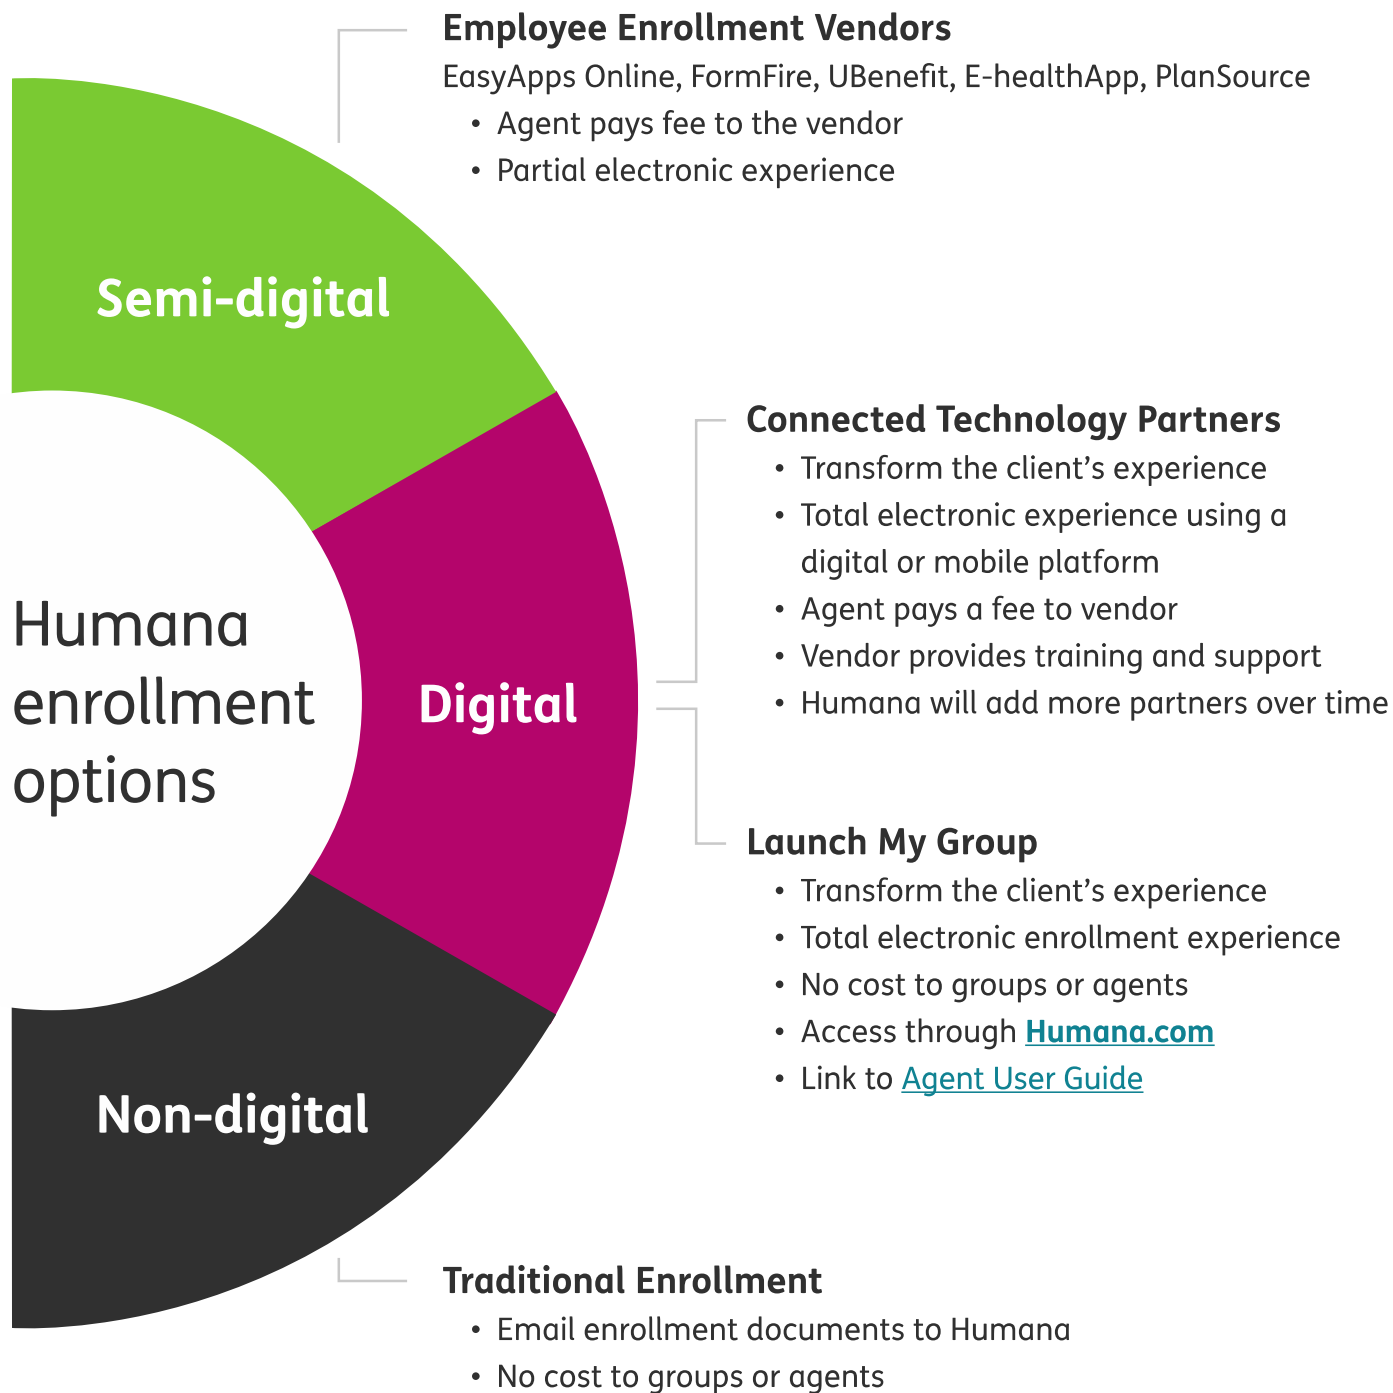 Employee Enrollment Vendors
EasyApps Online, FormFire, UBenefit, E-healthApp, PlanSource
• Agent pays fee to the vendor
• Partial electronic experience
Semi-digital
Connected Technology Partners
• Transform the client’s experience
• Total electronic experience using a
digital or mobile platform
• Agent pays a fee to vendor
• Vendor provides training and support
• Humana will add more partners over time
Humana
enrollment
options
Digital
Launch My Group
• Transform the client’s experience
• Total electronic enrollment experience
• No cost to groups or agents
• Access through Humana.com
• Link to Agent User Guide
Non-digital
Traditional Enrollment
• Email enrollment documents to Humana
• No cost to groups or agents